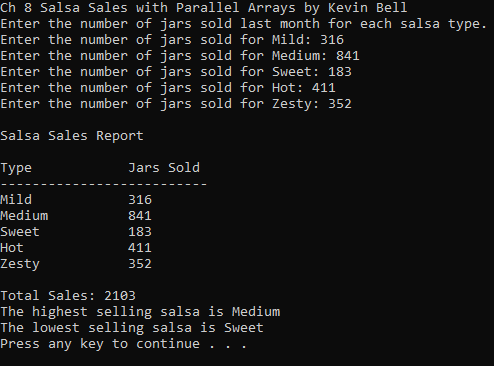 Ch 8 Salsa Sales with Parallel Arrays by Kevin Bell
Enter the number of jars sold last month for each salsa type.
Enter the number of jars sold for Mild: 316
Enter the number of jars sold for Medium: 841
Enter the number of jars sold for Sweet: 183
Enter the number of jars sold for Hot: 411
Enter the number of jars sold for Zesty: 352
Salsa Sales Report
Type            Jars Sold
--------------------------
Mild            316
Medium          841
Sweet           183
Hot             411
Zesty           352
Total Sales: 2103
The highest selling salsa is Medium
The lowest selling salsa is Sweet
Press any key to continue . . .